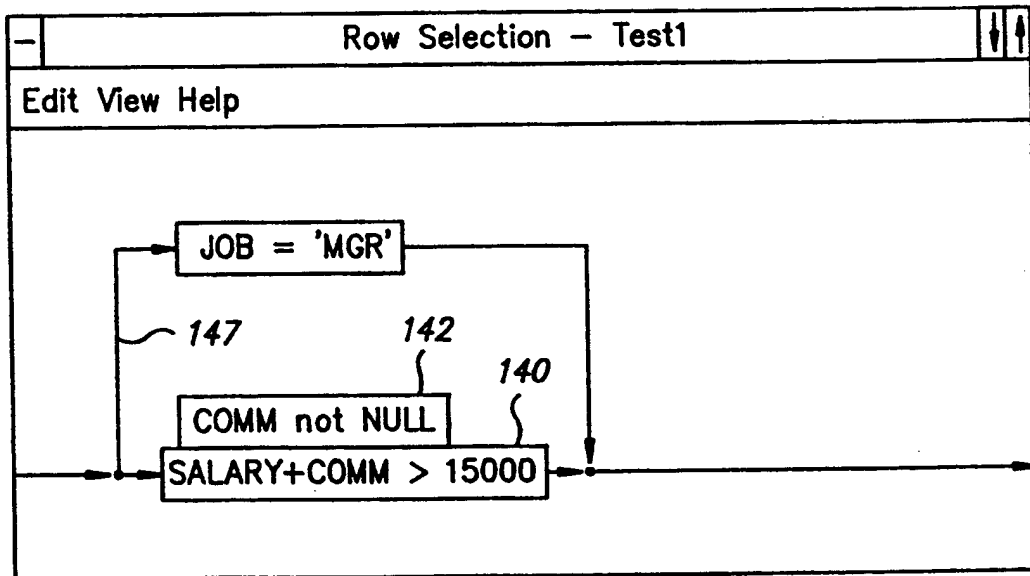 Row Selection – Test1
Edit View Help
JOB = 'MGR'
147
142
140
COMM not NULL
SALARY+COMM > 15000